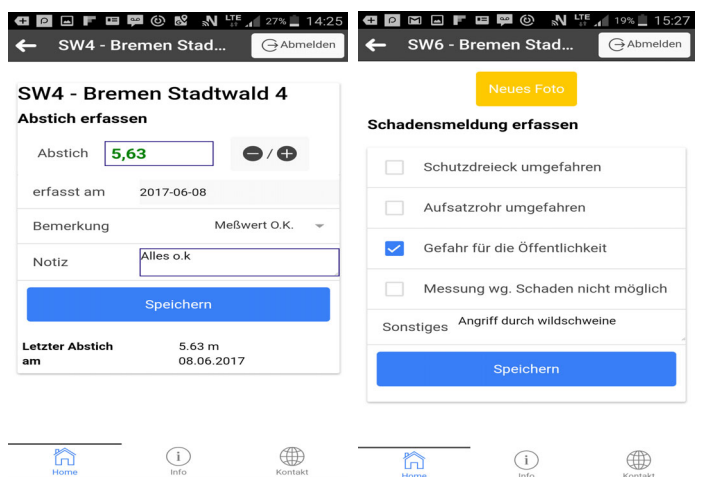 LTE 27% 14:25
SW4 - Bremen Stad... Abmelden
SW4 - Bremen Stadtwald 4
Abstich erfassen
Abstich 5,63 /
erfasst am 2017-06-08
Bemerkung Meßwert O.K.
Notiz Alles o.k
Speichern
Letzter Abstich 5.63 m
am 08.06.2017
Home Info Kontakt
LTE 19% 15:27
SW6 - Bremen Stad... Abmelden
Neues Foto
Schadensmeldung erfassen
Schutzdreieck umgefahren
Aufsatzrohr umgefahren
Gefahr für die Öffentlichkeit
Messung wg. Schaden nicht möglich
Sonstiges Angriff durch wildschweine
Speichern
Home Info Kontakt